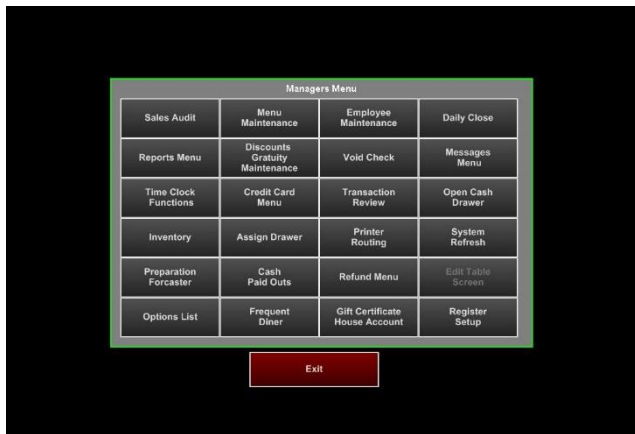 Managers Menu
Sales Audit
Menu
Maintenance
Employee
Maintenance
Daily Close
Reports Menu
Discounts
Gratuity
Maintenance
Void Check
Messages
Menu
Time Clock
Functions
Credit Card
Menu
Transaction
Review
Open Cash
Drawer
Inventory
Assign Drawer
Printer
Routing
System
Refresh
Preparation
Forcaster
Cash
Paid Outs
Refund Menu
Edit Table
Screen
Options List
Frequent
Diner
Gift Certificate
House Account
Register
Setup
Exit